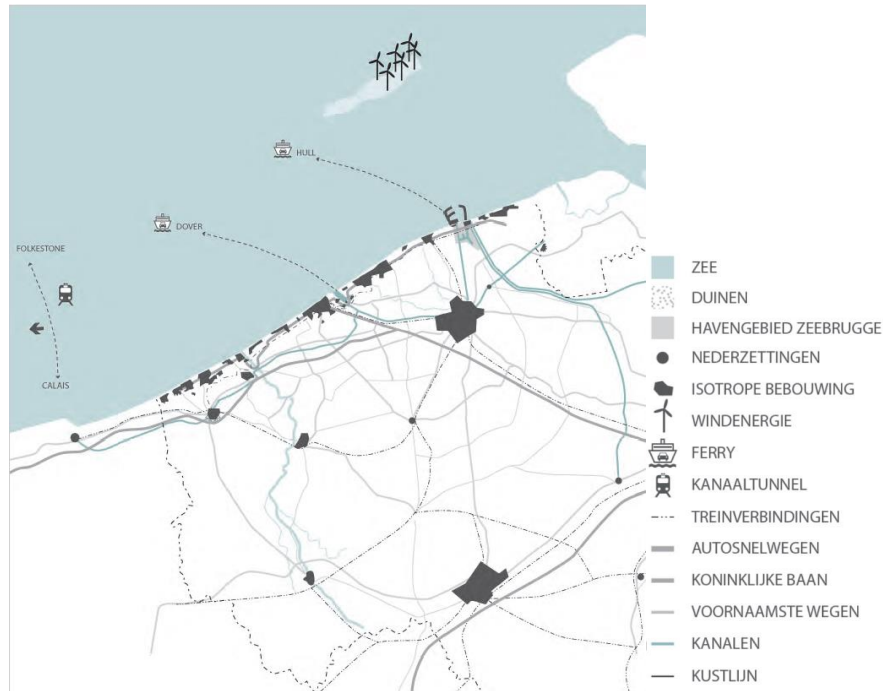 HULL
DOVER
FOLKESTONE
CALAIS
ZEE
DUINEN
HAVENGEBIED ZEEBRUGGE
NEDERZETTINGEN
ISOTROPE BEBOUWING
WINDENERGIE
FERRY
KANAALTUNNEL
TREINVERBINDINGEN
AUTOSNELWEGEN
KONINKLIJKE BAAN
VOORNAAMSTE WEGEN
KANALEN
KUSTLIJN